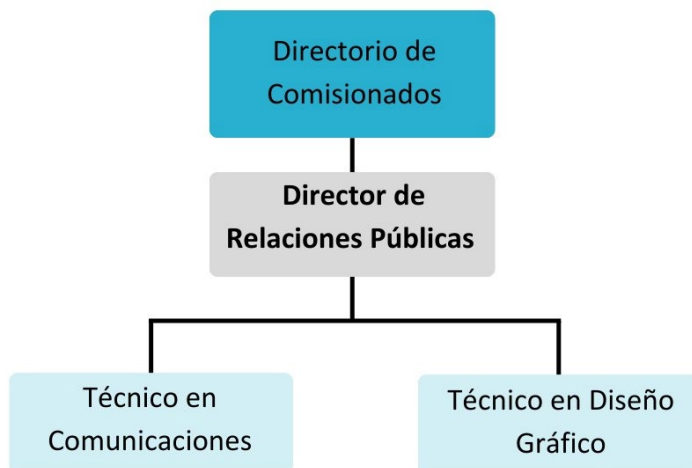 Directorio de
Comisionados
Director de
Relaciones Públicas
Técnico en
Comunicaciones
Técnico en Diseño
Gráfico